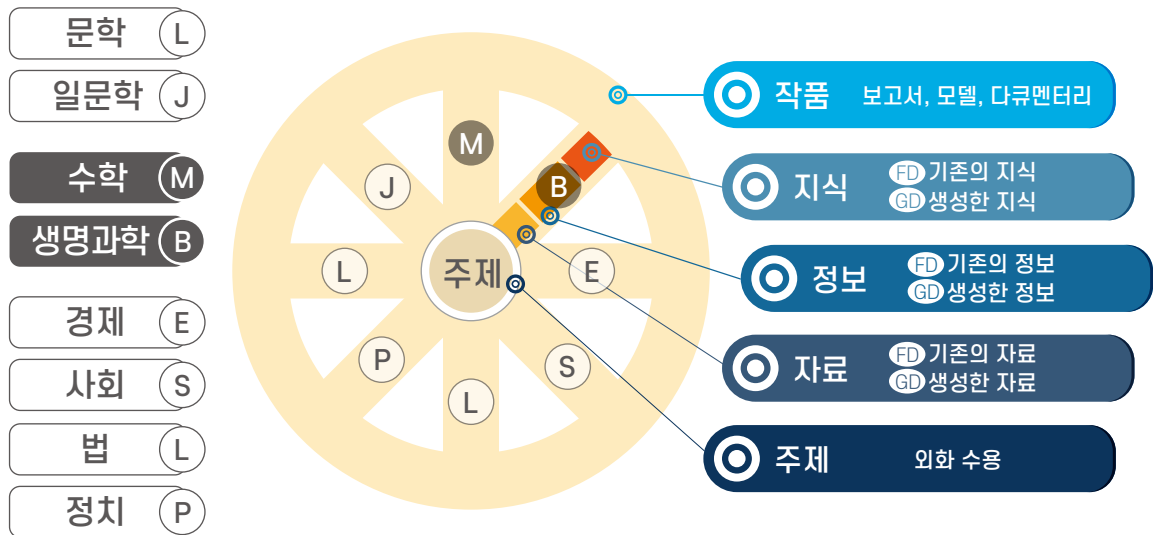 문학 L
일문학 J
수학 M
생명과학 B
경제 E
사회 S
법 L
정치 P
M
J
B
L
주제
E
P
S
L
작품 보고서, 모델, 다큐멘터리
지식 FD 기존의 지식
GD 생성한 지식
정보 FD 기존의 정보
GD 생성한 정보
자료 FD 기존의 자료
GD 생성한 자료
주제 외화 수용